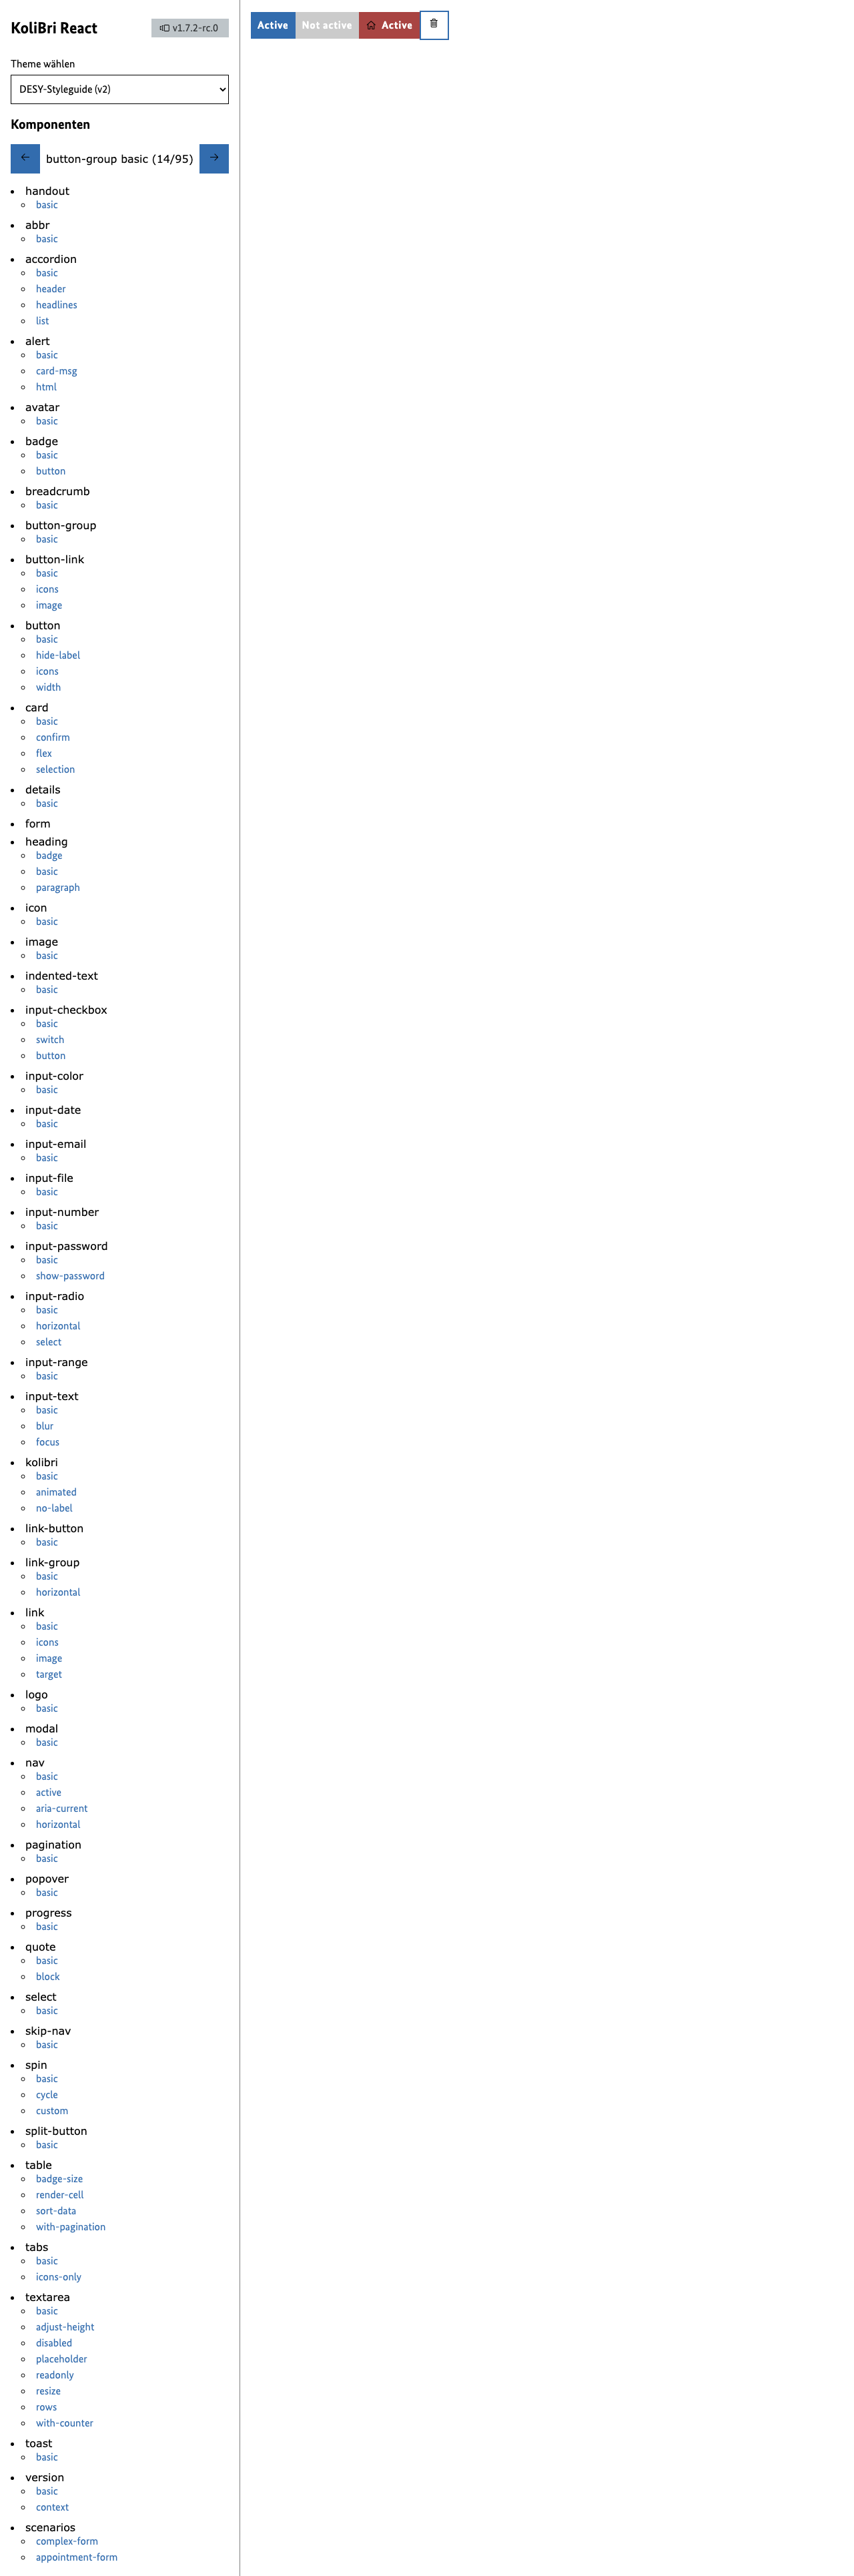 KoliBri React
v1.7.2-rc.0
Theme wählen
DESY-Styleguide (v2)
Komponenten
button-group basic (14/95)
handout
basic
abbr
basic
accordion
basic
header
headlines
list
alert
basic
card-msg
html
avatar
basic
badge
basic
button
breadcrumb
basic
button-group
basic
button-link
basic
icons
image
button
basic
hide-label
icons
width
card
basic
confirm
flex
selection
details
basic
form
heading
badge
basic
paragraph
icon
basic
image
basic
indented-text
basic
input-checkbox
basic
switch
button
input-color
basic
input-date
basic
input-email
basic
input-file
basic
input-number
basic
input-password
basic
show-password
input-radio
basic
horizontal
select
input-range
basic
input-text
basic
blur
focus
kolibri
basic
animated
no-label
link-button
basic
link-group
basic
horizontal
link
basic
icons
image
target
logo
basic
modal
basic
nav
basic
active
aria-current
horizontal
pagination
basic
popover
basic
progress
basic
quote
basic
block
select
basic
skip-nav
basic
spin
basic
cycle
custom
split-button
basic
table
badge-size
render-cell
sort-data
with-pagination
tabs
basic
icons-only
textarea
basic
adjust-height
disabled
placeholder
readonly
resize
rows
with-counter
toast
basic
version
basic
context
scenarios
complex-form
appointment-form
Active Not active Active